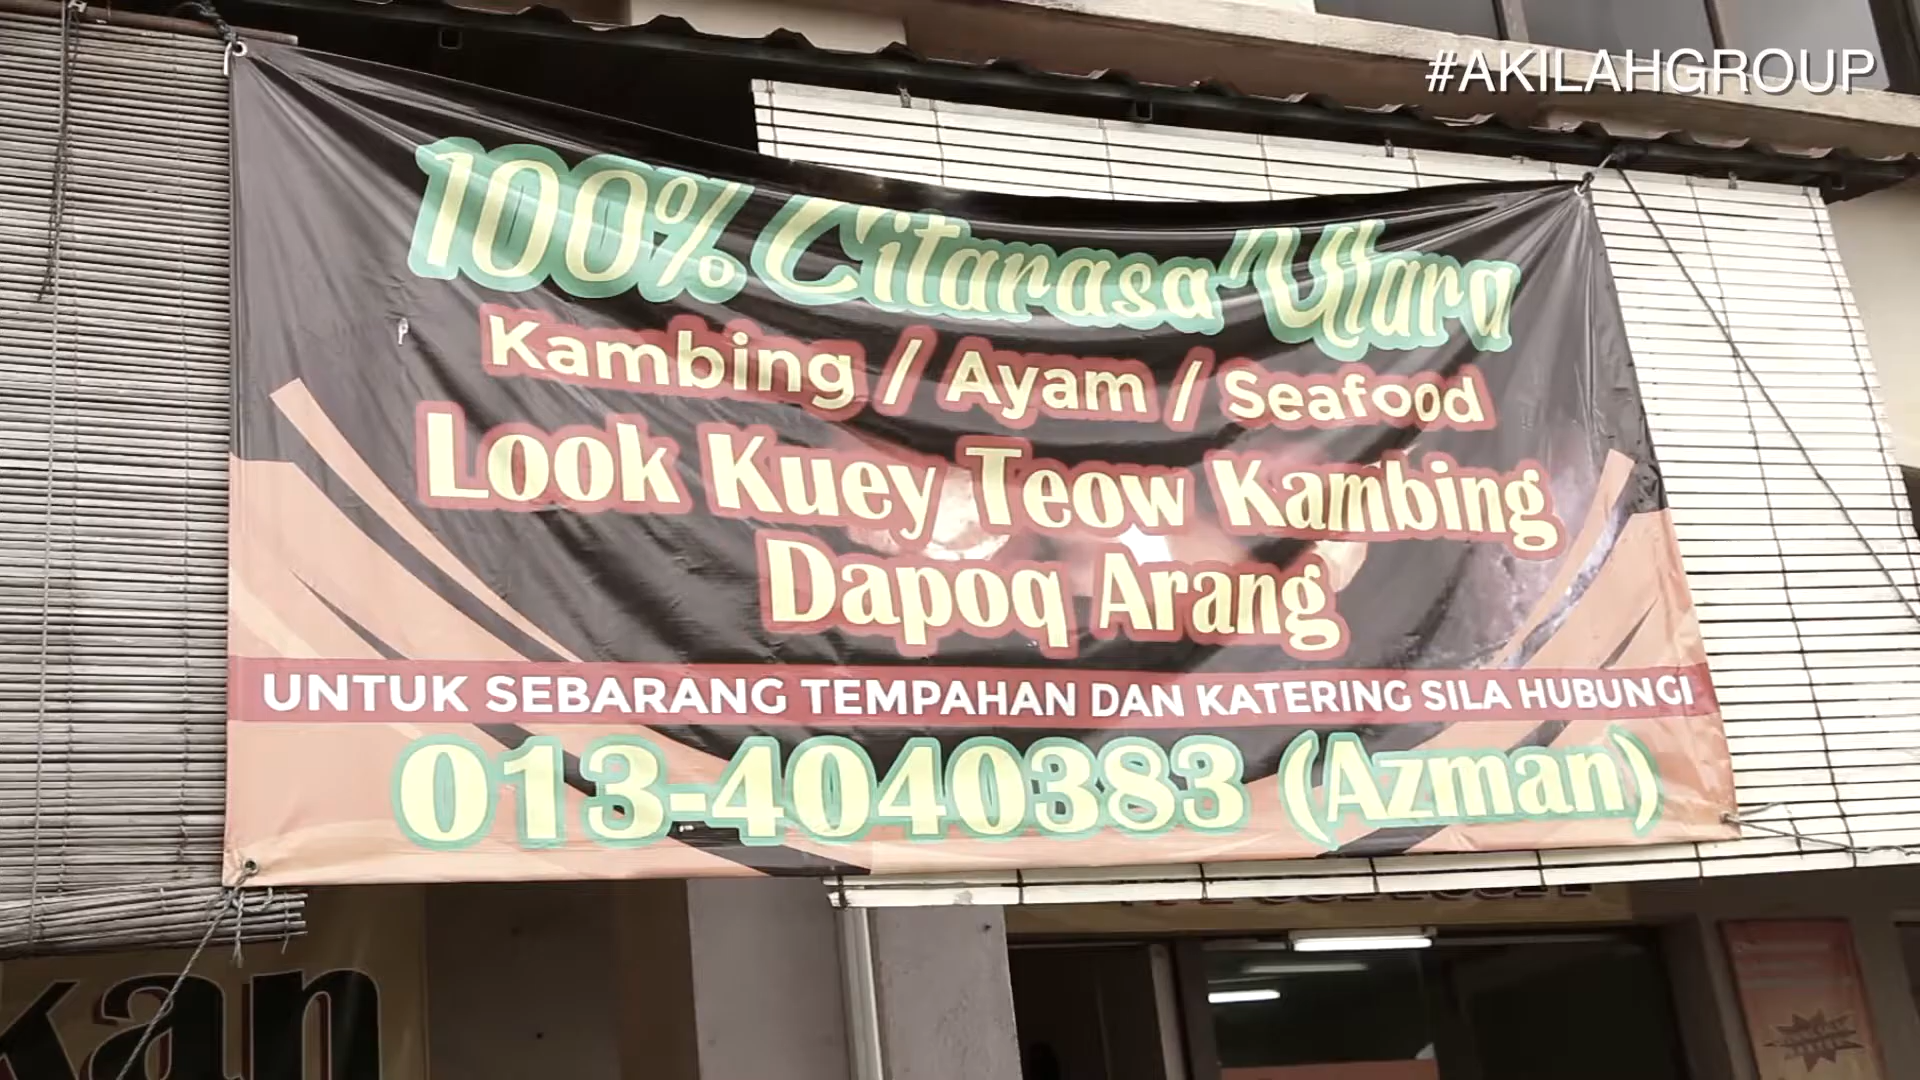 #AKILAHGROUP
100% Citarasa Utara
Kambing / Ayam / Seafood
Look Kuey Teow Kambing
Dapoq Arang
UNTUK SEBARANG TEMPAHAN DAN KATERING SILA HUBUNGI
013-4040383 (Azman)
kan